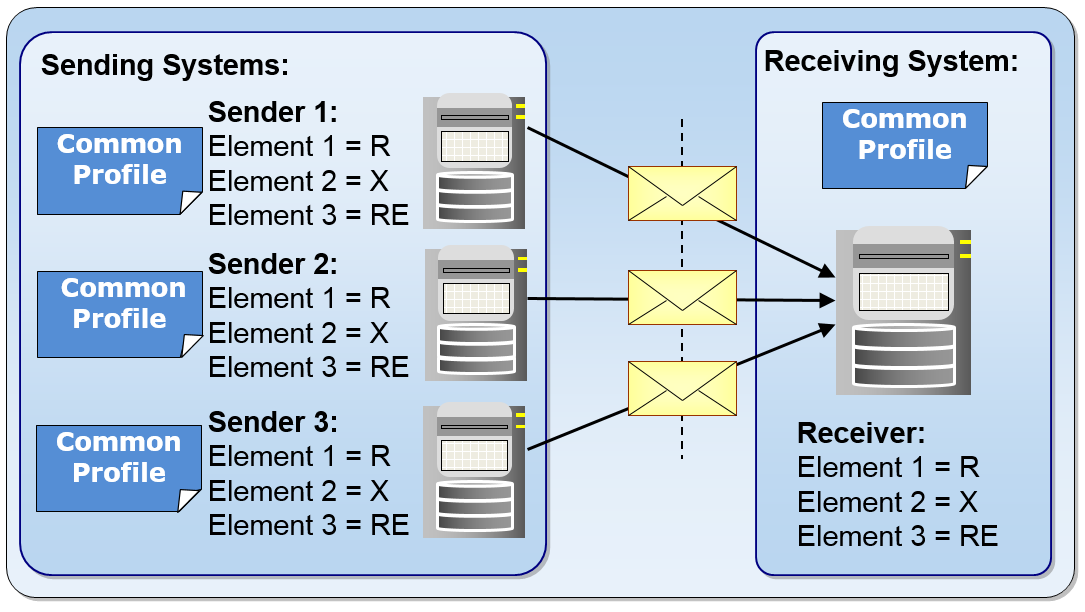 Sending Systems:
Common
Profile
Sender 1:
Element 1 = R
Element 2 = X
Element 3 = RE
Common
Profile
Sender 2:
Element 1 = R
Element 2 = X
Element 3 = RE
Common
Profile
Sender 3:
Element 1 = R
Element 2 = X
Element 3 = RE
Receiving System:
Common
Profile
Receiver:
Element 1 = R
Element 2 = X
Element 3 = RE